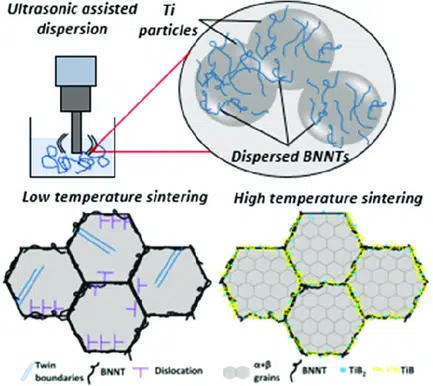 Ultrasonic assisted
dispersion
Ti
particles
Dispersed BNNTs
Low temperature sintering
High temperature sintering
Twin
boundaries
BNNT
Dislocation
α+β
grains
BNNT
TiB₂
TiB